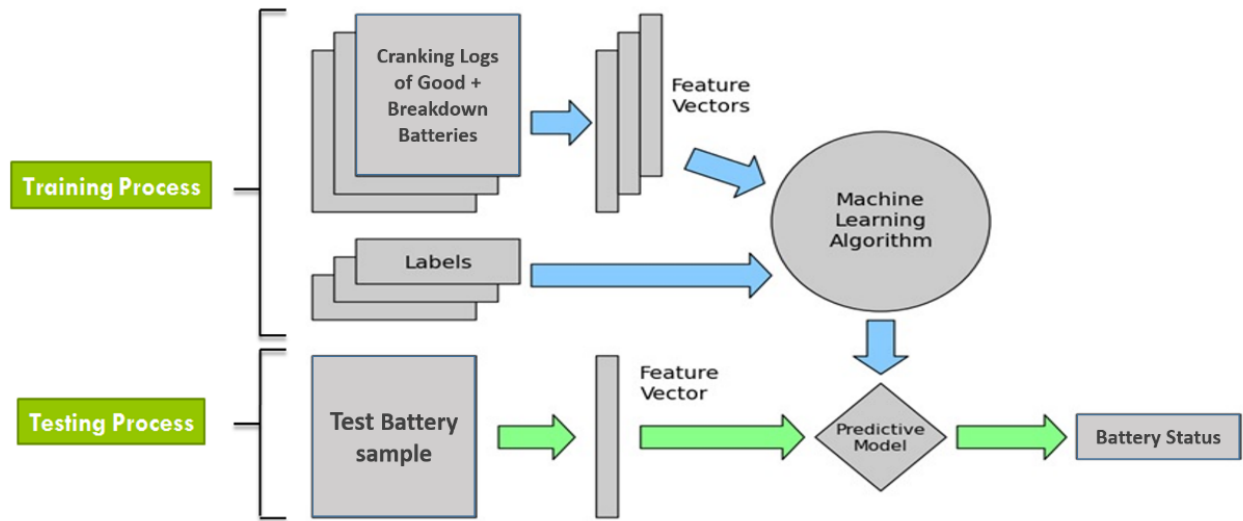 Training Process
Cranking Logs
of Good +
Breakdown
Batteries
Feature
Vectors
Machine
Learning
Algorithm
Labels
Testing Process
Test Battery
sample
Feature
Vector
Predictive
Model
Battery Status